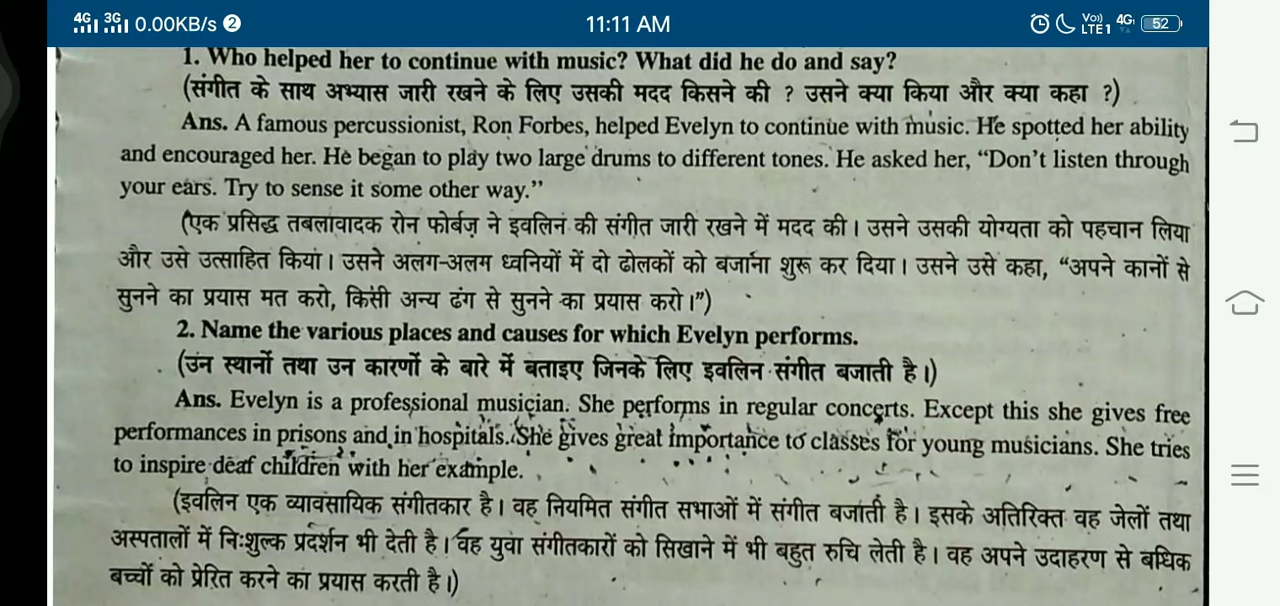 4G 3G 0.00KB/s 2 11:11 AM Vo) LTE1 4G 52
1. Who helped her to continue with music? What did he do and say?
(संगीत के साथ अभ्यास जारी रखने के लिए उसकी मदद किसने की ? उसने क्या किया और क्या कहा ?)
Ans. A famous percussionist, Ron Forbes, helped Evelyn to continue with music. He spotted her ability
and encouraged her. He began to play two large drums to different tones. He asked her, “Don’t listen through
your ears. Try to sense it some other way.”
(एक प्रसिद्ध तबलावादक रोन फोर्बज़ ने इवलिन की संगीत जारी रखने में मदद की। उसने उसकी योग्यता को पहचान लिया
और उसे उत्साहित किया। उसने अलग-अलम ध्वनियों में दो ढोलकों को बजाना शुरू कर दिया। उसने उसे कहा, “अपने कानों से
सुनने का प्रयास मत करो, किसी अन्य ढंग से सुनने का प्रयास करो।”)
2. Name the various places and causes for which Evelyn performs.
(उन स्थानों तथा उन कारणों के बारे में बताइए जिनके लिए इवलिन संगीत बजाती है।)
Ans. Evelyn is a professional musician. She performs in regular concerts. Except this she gives free
performances in prisons and in hospitals. She gives great importance to classes for young musicians. She tries
to inspire deaf children with her example.
(इवलिन एक व्यावसायिक संगीतकार है। वह नियमित संगीत सभाओं में संगीत बजाती है। इसके अतिरिक्त वह जेलों तथा
अस्पतालों में निःशुल्क प्रदर्शन भी देती है। वह युवा संगीतकारों को सिखाने में भी बहुत रुचि लेती है। वह अपने उदाहरण से बधिक
बच्चों को प्रेरित करने का प्रयास करती है।)